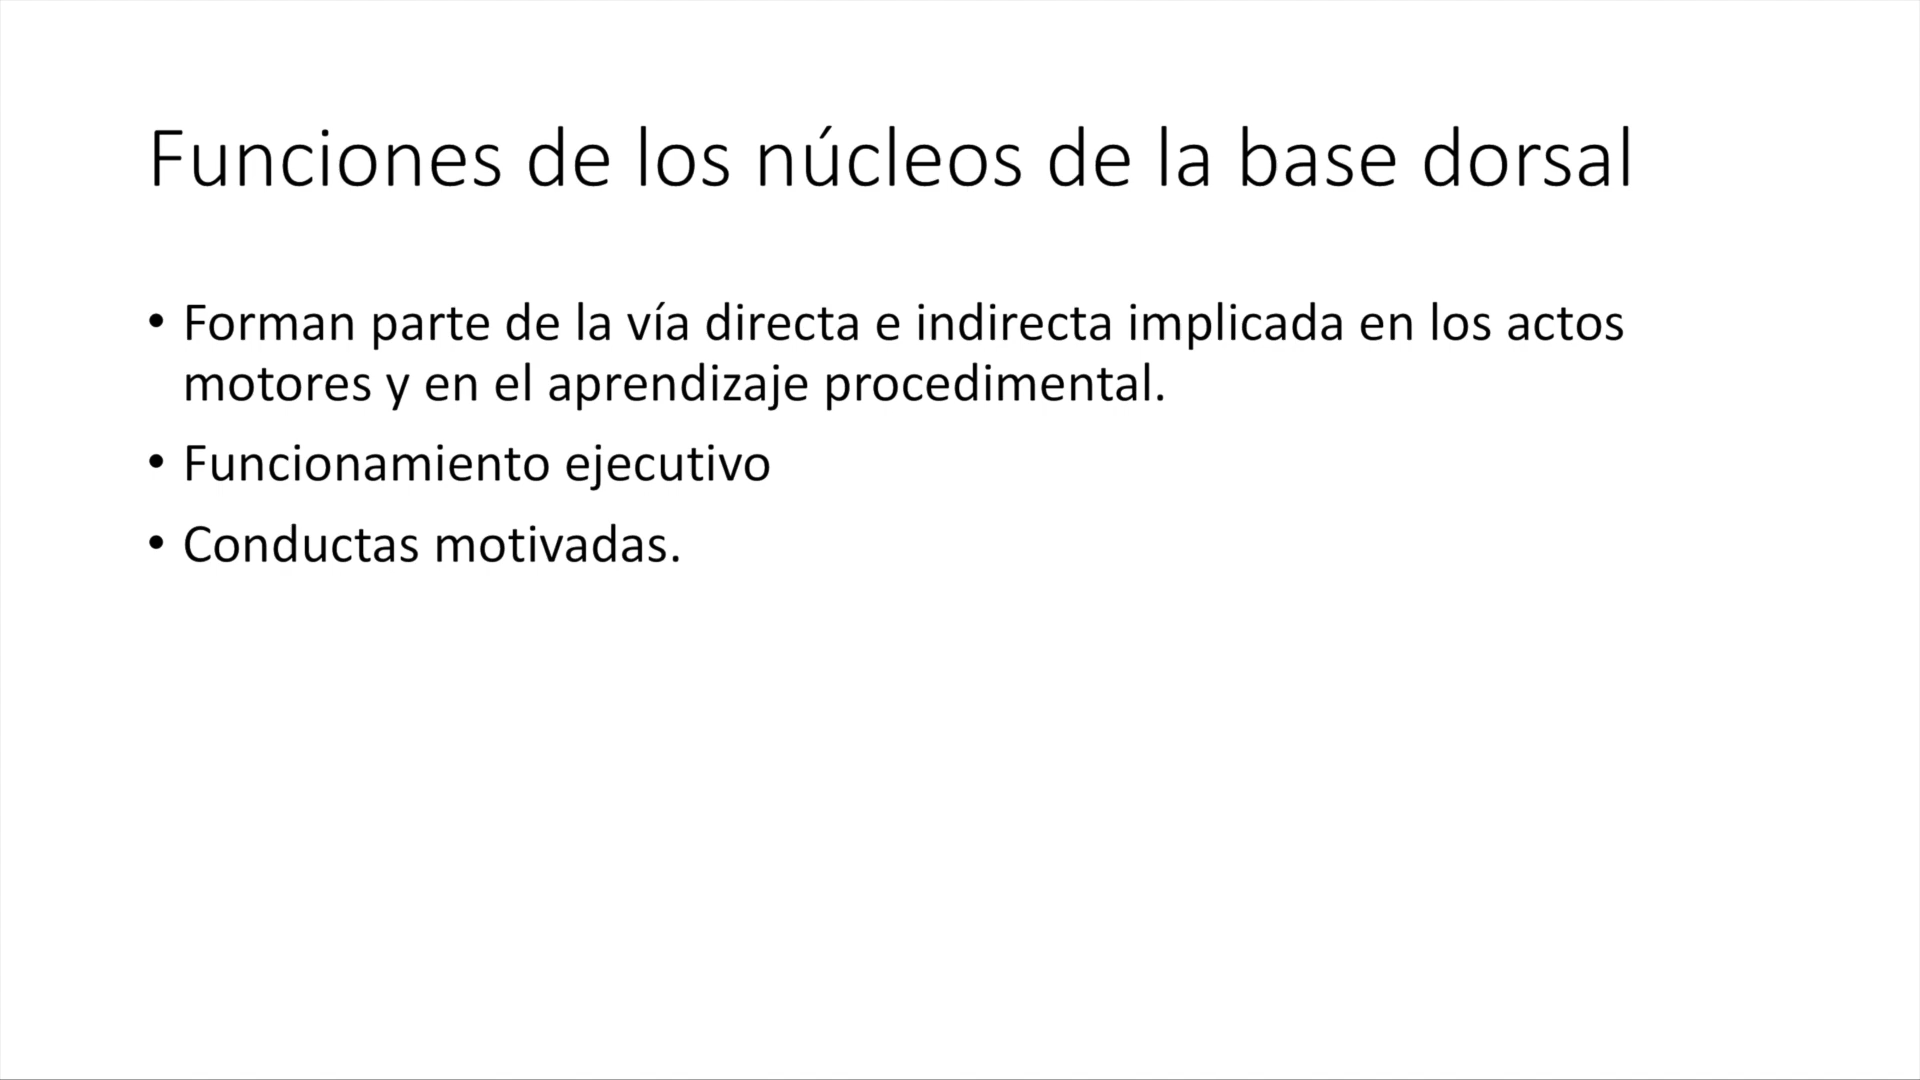 Funciones de los núcleos de la base dorsal
• Forman parte de la vía directa e indirecta implicada en los actos
motores y en el aprendizaje procedimental.
• Funcionamiento ejecutivo
• Conductas motivadas.